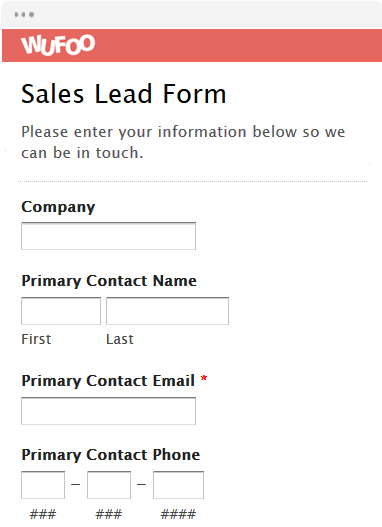 WUFOO
Sales Lead Form
Please enter your information below so we
can be in touch.
Company
Primary Contact Name
First Last
Primary Contact Email *
Primary Contact Phone
– –
### ### ####